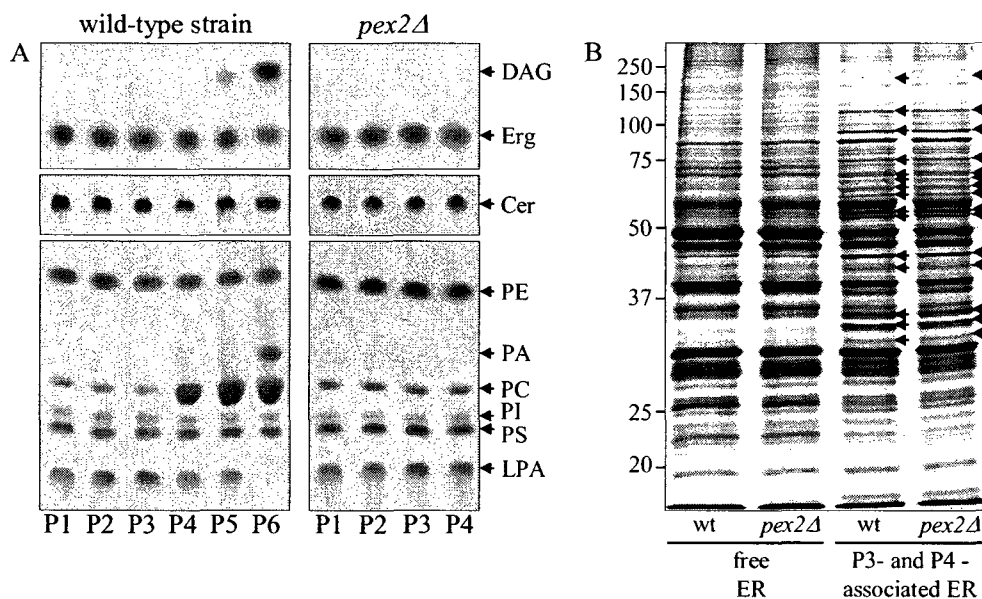 A
wild-type strain
pex2Δ
DAG
Erg
Cer
PE
PA
PC
PI
PS
LPA
P1 P2 P3 P4 P5 P6
P1 P2 P3 P4
B
250
150
100
75
50
37
25
20
wt pex2Δ wt pex2Δ
free ER
P3- and P4 - associated ER